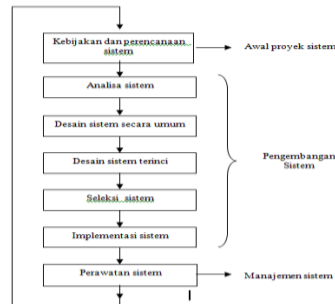 Kebijakan dan perencanaan
sistem
Awal proyek sistem
Analisa sistem
Desain sistem secara umum
Desain sistem terinci
Pengembangan
Sistem
Seleksi sistem
Implementasi sistem
Perawatan sistem
Manajemen sistem